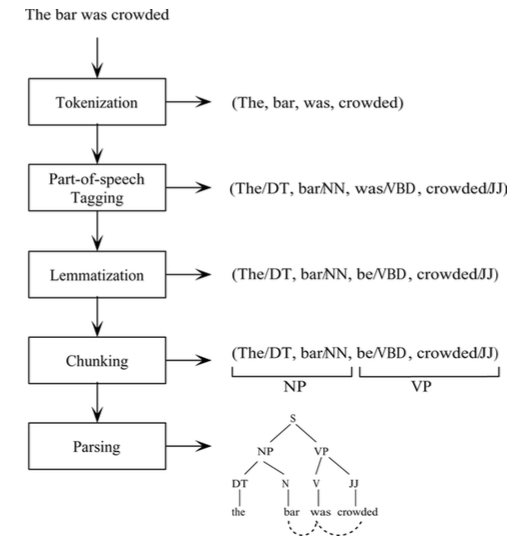 The bar was crowded
Tokenization
(The, bar, was, crowded)
Part-of-speech
Tagging
(The/DT, bar/NN, was/VBD, crowded/JJ)
Lemmatization
(The/DT, bar/NN, be/VBD, crowded/JJ)
Chunking
(The/DT, bar/NN, be/VBD, crowded/JJ)
NP VP
Parsing
S
NP VP
DT N V JJ
the bar was crowded